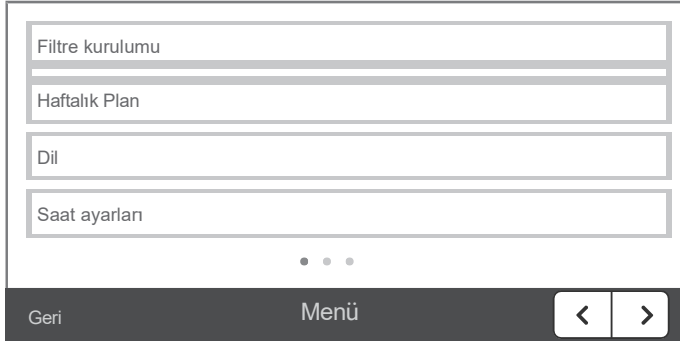 Filtre kurulumu
Haftalık Plan
Dil
Saat ayarları
Geri
Menü